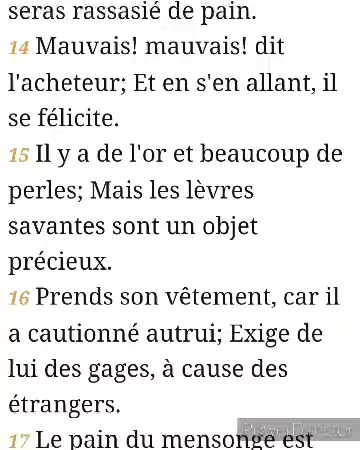 seras rassasié de pain.
14 Mauvais! mauvais! dit
l'acheteur; Et en s'en allant, il
se félicite.
15 Il y a de l'or et beaucoup de
perles; Mais les lèvres
savantes sont un objet
précieux.
16 Prends son vêtement, car il
a cautionné autrui; Exige de
lui des gages, à cause des
étrangers.
PowerDirector
17 Le pain du mensonge est